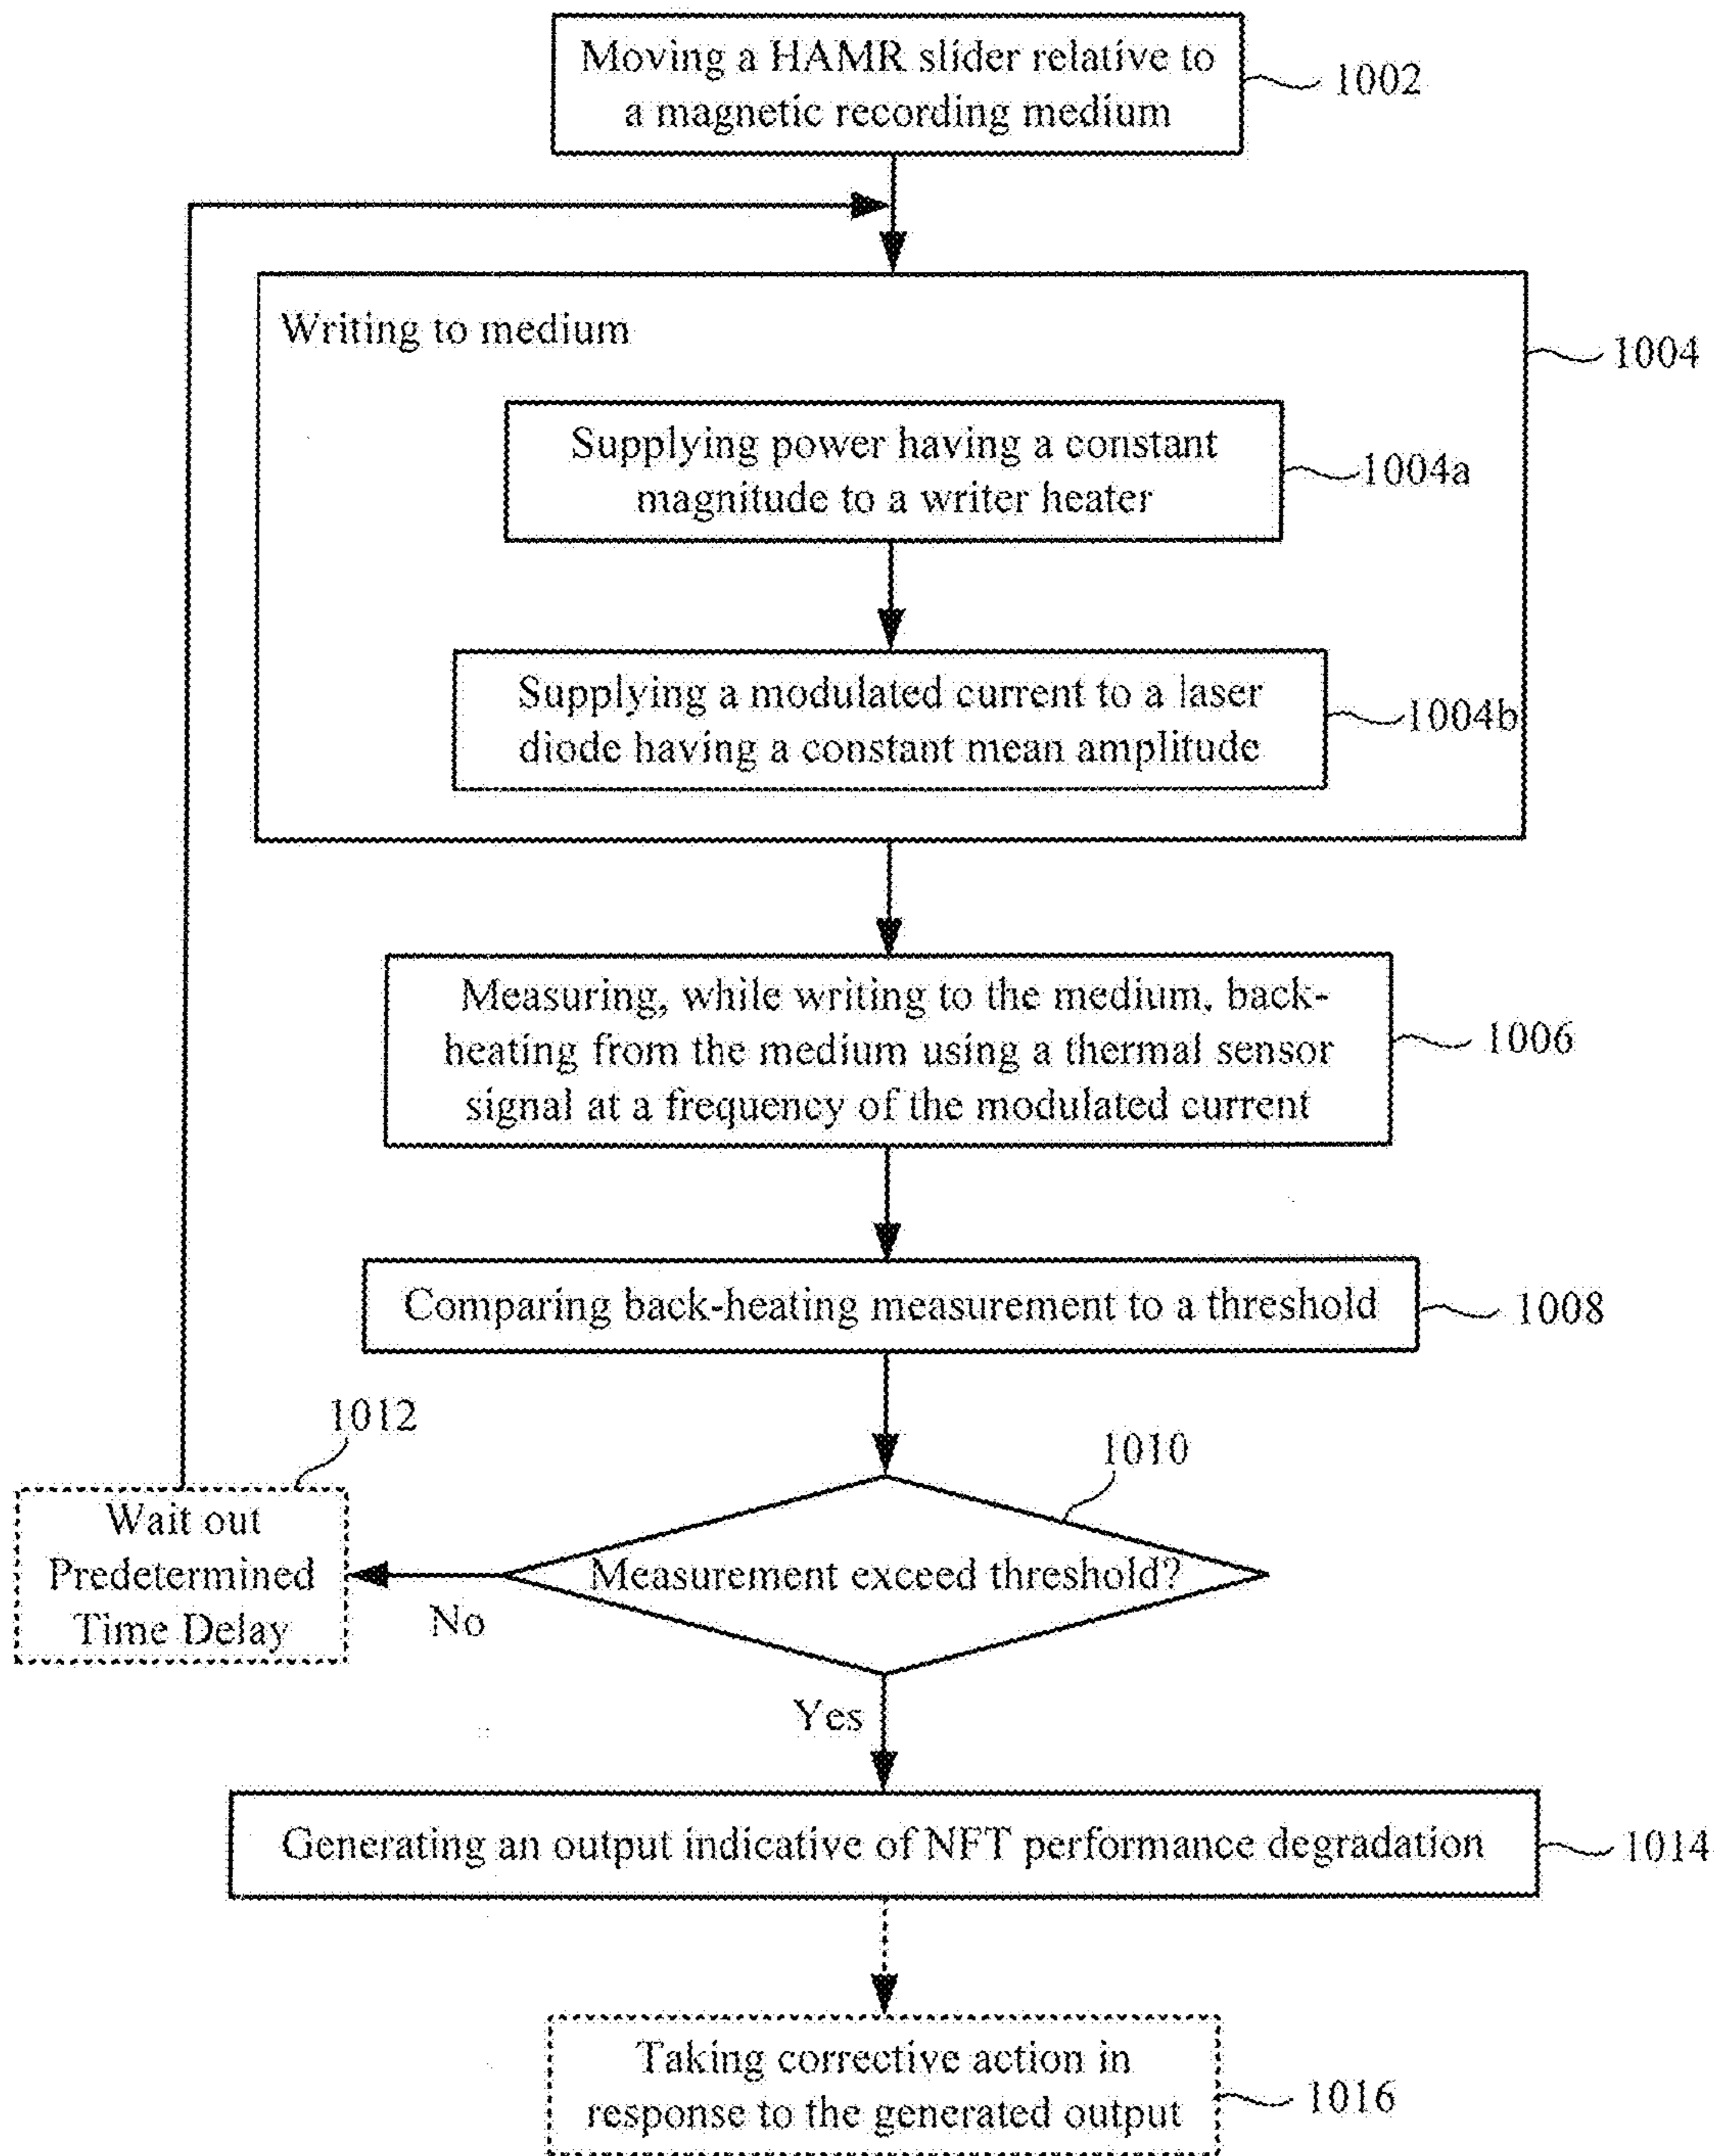 Moving a HAMR slider relative to
a magnetic recording medium
1002
Writing to medium
1004
Supplying power having a constant
magnitude to a writer heater
1004a
Supplying a modulated current to a laser
diode having a constant mean amplitude
1004b
Measuring, while writing to the medium, back-
heating from the medium using a thermal sensor
signal at a frequency of the modulated current
1006
Comparing back-heating measurement to a threshold
1008
1012
Wait out
Predetermined
Time Delay
1010
Measurement exceed threshold?
No
Yes
Generating an output indicative of NFT performance degradation
1014
Taking corrective action in
response to the generated output
1016